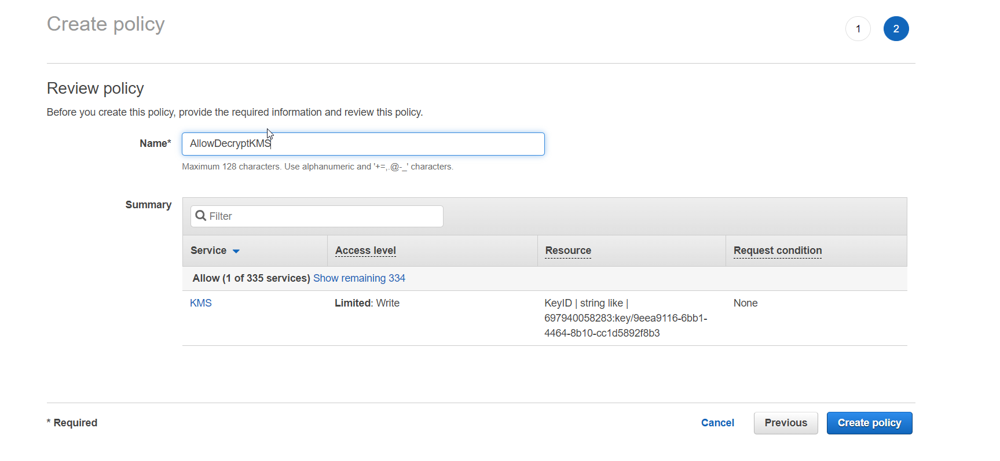 Create policy
1
2
Review policy
Before you create this policy, provide the required information and review this policy.
Name*
AllowDecryptKMS
Maximum 128 characters. Use alphanumeric and '+=,.@-_' characters.
Summary
Filter
Service Access level Resource Request condition
Allow (1 of 335 services) Show remaining 334
KMS Limited: Write KeyID | string like | None
697940058283:key/9eea9116-6bb1-
4464-8b10-cc1d5892f8b3
* Required
Cancel Previous Create policy